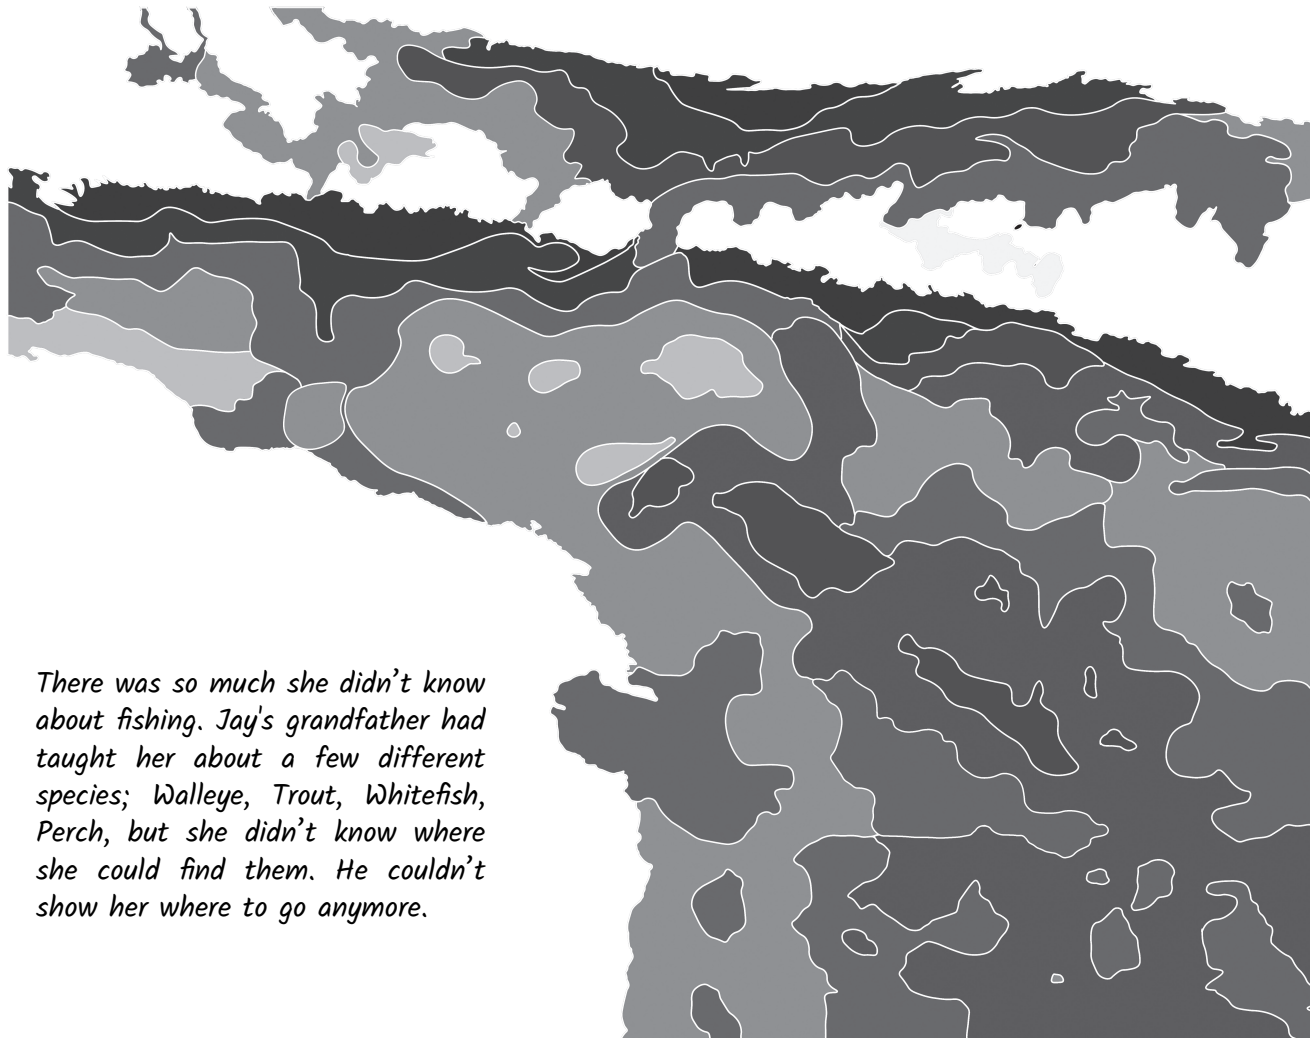 There was so much she didn’t know
about fishing. Jay's grandfather had
taught her about a few different
species; Walleye, Trout, Whitefish,
Perch, but she didn’t know where
she could find them. He couldn’t
show her where to go anymore.